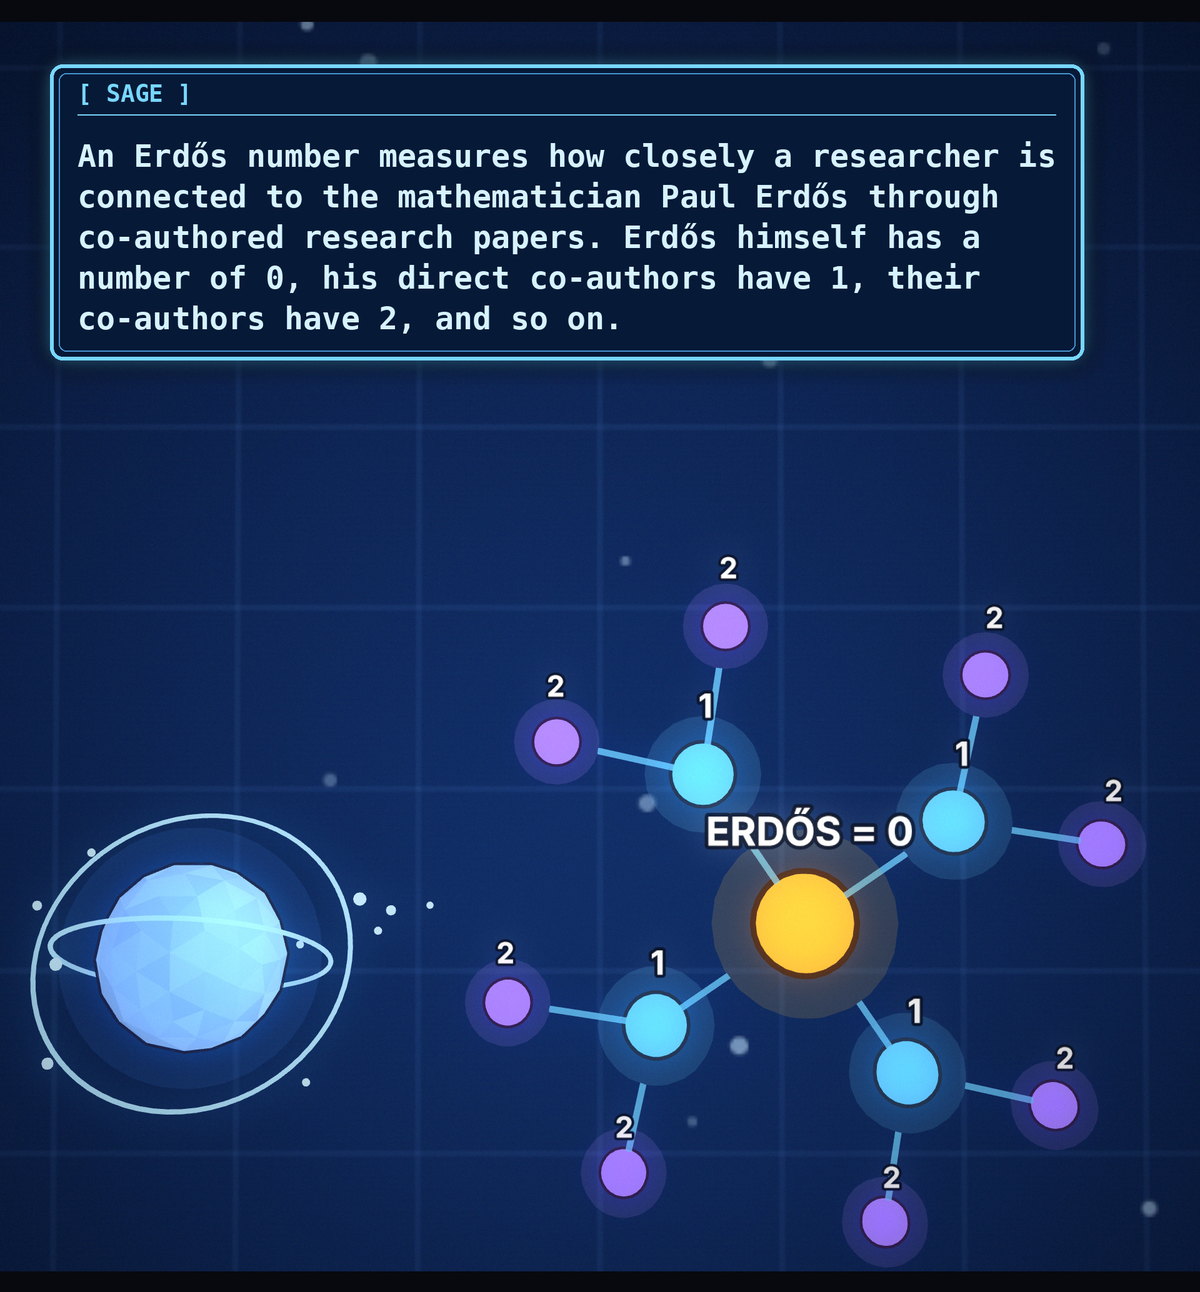 [ SAGE ]
An Erdős number measures how closely a researcher is
connected to the mathematician Paul Erdős through
co-authored research papers. Erdős himself has a
number of 0, his direct co-authors have 1, their
co-authors have 2, and so on.
2
2
2
1
1
2
ERDŐS = 0
2
1
1
2
2
2